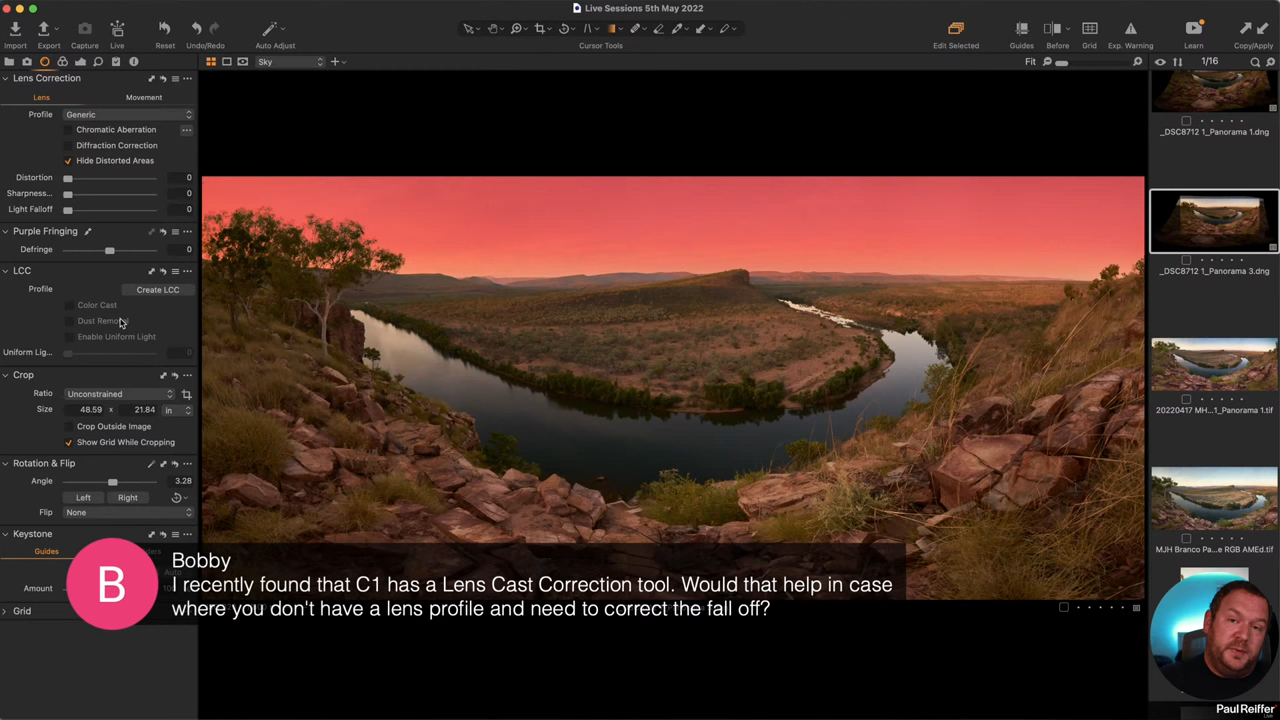 Live Sessions 5th May 2022
Import
Export
Capture
Live
Reset
Undo/Redo
Auto Adjust
Cursor Tools
Edit Selected
Guides
Before
Grid
Exp. Warning
Learn
Copy/Apply
Sky
Fit
1/16
Lens Correction
Lens
Movement
Profile
Generic
Chromatic Aberration
Diffraction Correction
Hide Distorted Areas
Distortion
0
Sharpness...
0
Light Falloff
0
Purple Fringing
Defringe
0
LCC
Profile
Create LCC
Color Cast
Enable Uniform Light
Uniform Lig...
0
Crop
Ratio
Unconstrained
Size
48.59 x 21.84 in
Crop Outside Image
Show Grid While Cropping
Rotation & Flip
Angle
3.28
Left
Right
Flip
None
Keystone
Guides
Amount
Grid
_DSC8712 1_Panorama 1.dng
_DSC8712 1_Panorama 3.dng
20220417 MH...1_Panorama 1.tif
MJH Branco Pa...e RGB AMEd.tif
B
Bobby
I recently found that C1 has a Lens Cast Correction tool. Would that help in case
where you don't have a lens profile and need to correct the fall off?
Paul Reiffer
Live